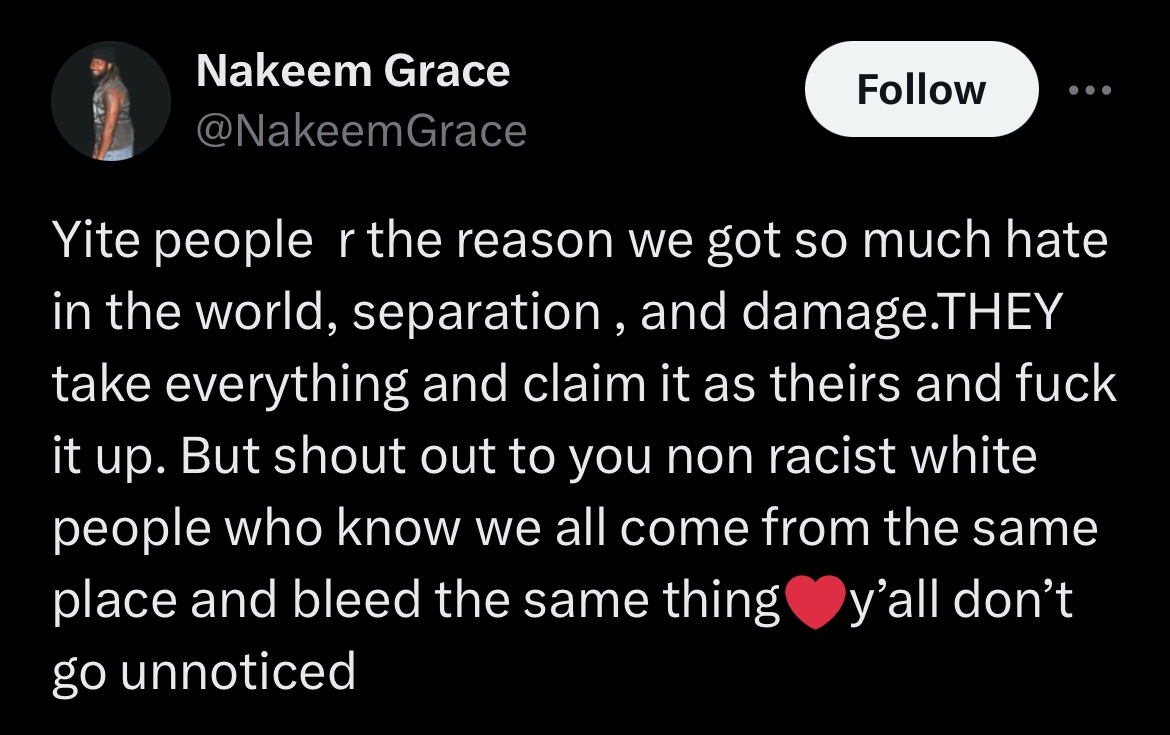 Nakeem Grace
Follow
@NakeemGrace
Yite people  r the reason we got so much hate
in the world, separation , and damage.THEY
take everything and claim it as theirs and fuck
it up. But shout out to you non racist white
people who know we all come from the same
place and bleed the same thing❤️y’all don’t
go unnoticed